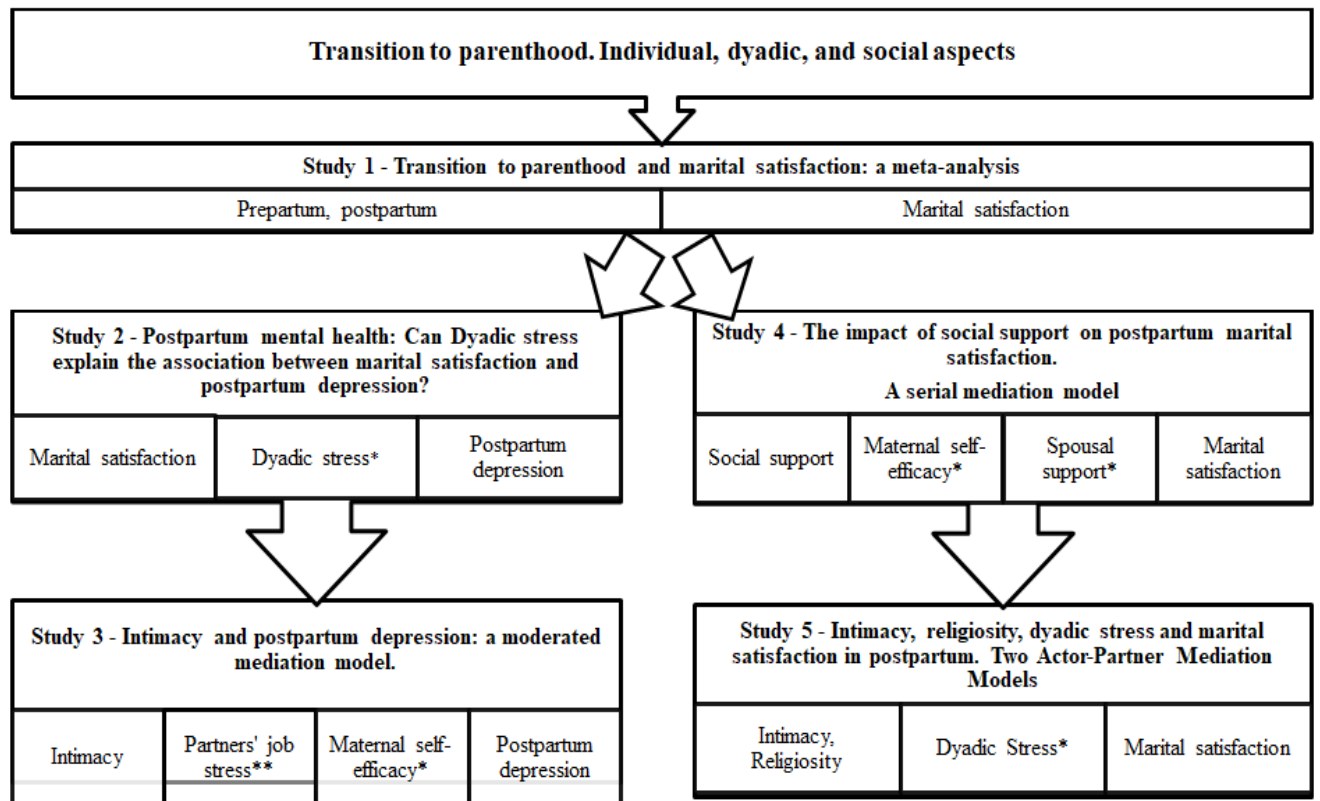 Transition to parenthood. Individual, dyadic, and social aspects
Study 1 - Transition to parenthood and marital satisfaction: a meta-analysis
Prepartum, postpartum
Marital satisfaction
Study 2 - Postpartum mental health: Can Dyadic stress
explain the association between marital satisfaction and
postpartum depression?
Marital satisfaction
Dyadic stress*
Postpartum
depression
Study 4 - The impact of social support on postpartum marital
satisfaction.
A serial mediation model
Social support
Maternal self-
efficacy*
Spousal
support*
Marital
satisfaction
Study 3 - Intimacy and postpartum depression: a moderated
mediation model.
Intimacy
Partners' job
stress**
Maternal self-
efficacy*
Postpartum
depression
Study 5 - Intimacy, religiosity, dyadic stress and marital
satisfaction in postpartum. Two Actor-Partner Mediation
Models
Intimacy,
Religiosity
Dyadic Stress*
Marital satisfaction